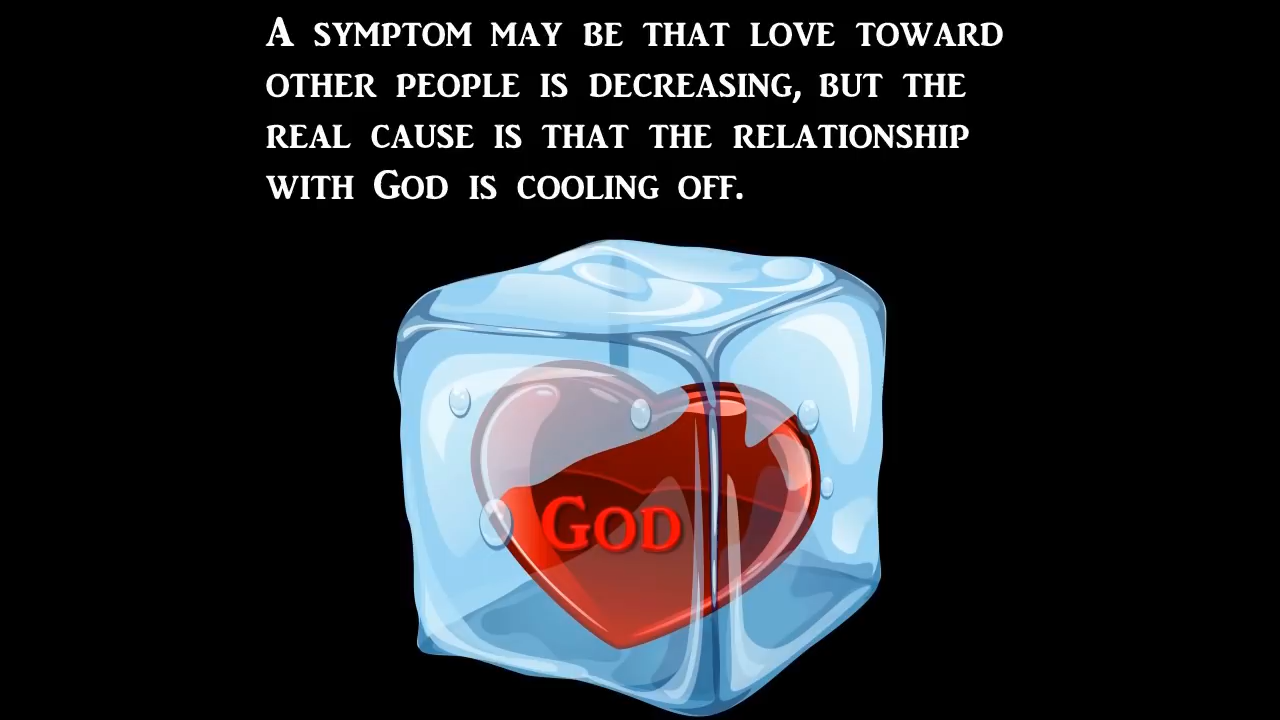 A symptom may be that love toward
other people is decreasing, but the
real cause is that the relationship
with God is cooling off.
God